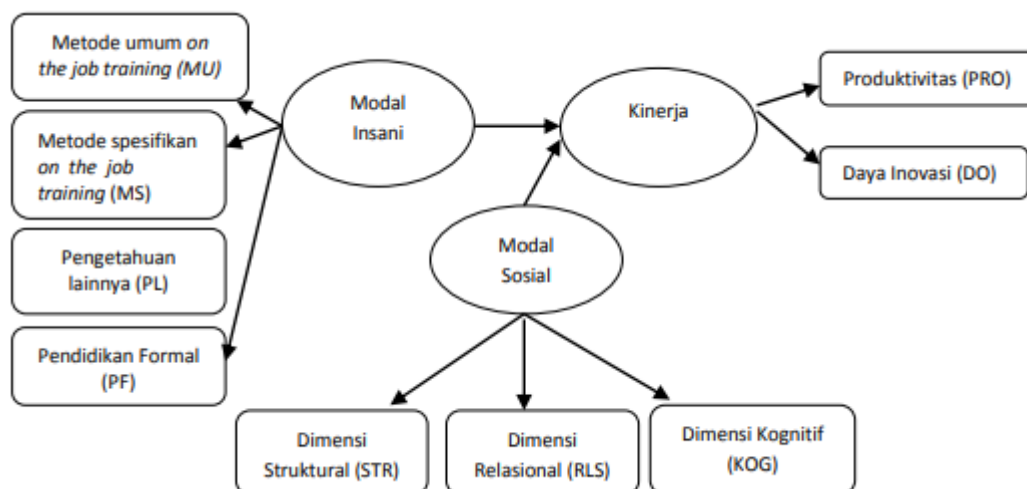 Metode umum on
the job training (MU)
Metode spesifikan
on the job
training (MS)
Pengetahuan
lainnya (PL)
Pendidikan Formal
(PF)
Modal
Insani
Kinerja
Modal
Sosial
Produktivitas (PRO)
Daya Inovasi (DO)
Dimensi
Struktural (STR)
Dimensi
Relasional (RLS)
Dimensi Kognitif
(KOG)